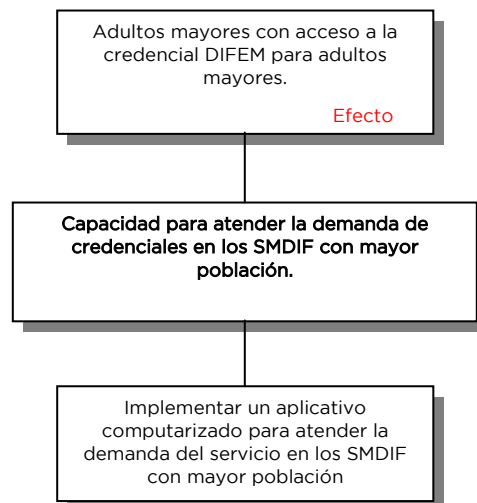 Adultos mayores con acceso a la
credencial DIFEM para adultos
mayores.
Efecto
Capacidad para atender la demanda de
credenciales en los SMDIF con mayor
población.
Implementar un aplicativo
computarizado para atender la
demanda del servicio en los SMDIF
con mayor población